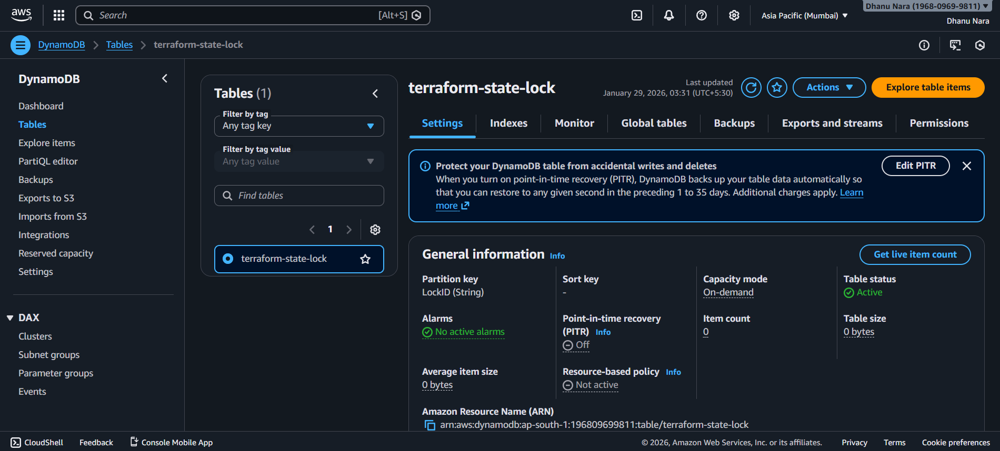 aws
Search
[Alt+S]
Asia Pacific (Mumbai)
Dhanu Nara (1968-0969-9811)
Dhanu Nara
DynamoDB
Tables
terraform-state-lock
DynamoDB
Dashboard
Tables
Explore items
PartiQL editor
Backups
Exports to S3
Imports from S3
Integrations
Reserved capacity
Settings
DAX
Clusters
Subnet groups
Parameter groups
Events
Tables (1)
Filter by tag
Any tag key
Filter by tag value
Any tag value
Find tables
1
terraform-state-lock
terraform-state-lock
Last updated
January 29, 2026, 03:31 (UTC+5:30)
Actions
Explore table items
Settings
Indexes
Monitor
Global tables
Backups
Exports and streams
Permissions
Protect your DynamoDB table from accidental writes and deletes
When you turn on point-in-time recovery (PITR), DynamoDB backs up your table data automatically so
that you can restore to any given second in the preceding 1 to 35 days. Additional charges apply. Learn
more
Edit PITR
General information Info
Get live item count
Partition key
LockID (String)
Sort key
-
Capacity mode
On-demand
Table status
Active
Alarms
No active alarms
Point-in-time recovery
(PITR) Info
Off
Item count
0
Table size
0 bytes
Average item size
0 bytes
Resource-based policy Info
Not active
Amazon Resource Name (ARN)
arn:aws:dynamodb:ap-south-1:196809699811:table/terraform-state-lock
CloudShell
Feedback
Console Mobile App
© 2026, Amazon Web Services, Inc. or its affiliates.
Privacy
Terms
Cookie preferences